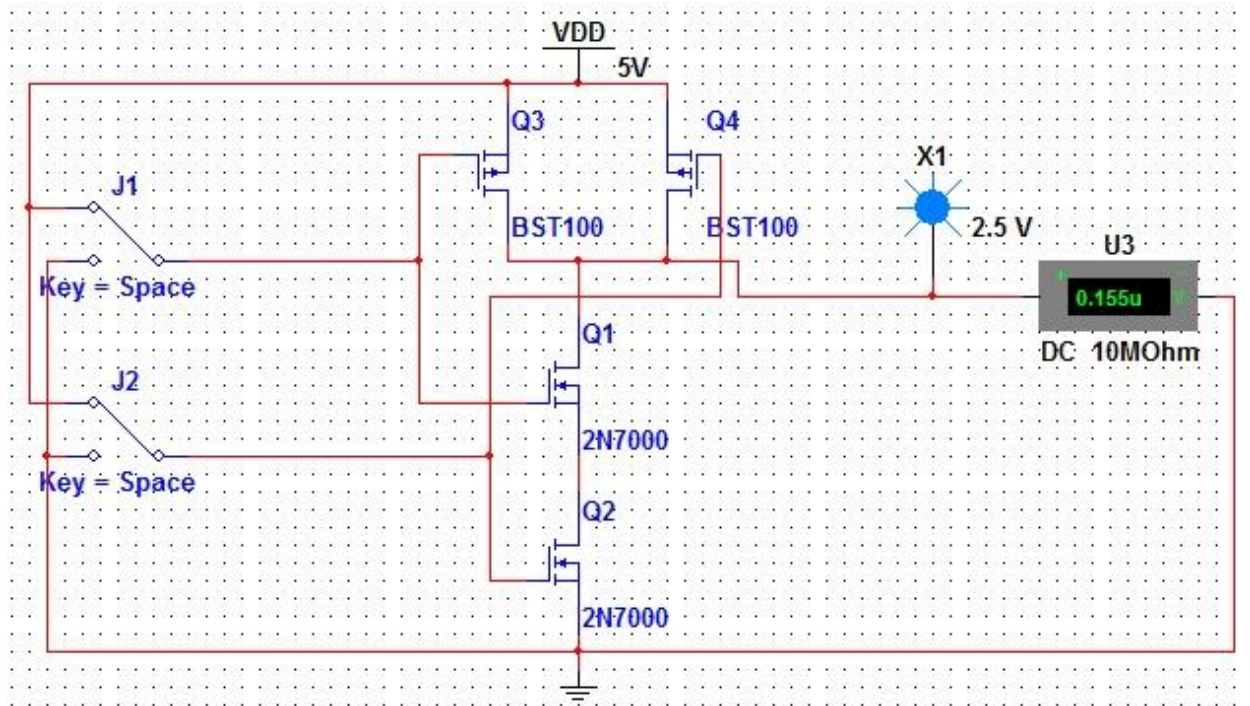 VDD
5V
Q3
Q4
X1
J1
BST100
BST100
2.5 V
U3
Key = Space
+
-
0.155u
V
Q1
DC 10MOhm
J2
2N7000
Key = Space
Q2
2N7000